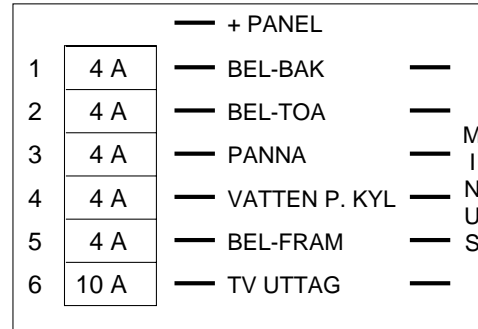 + PANEL
1 4 A BEL-BAK
2 4 A BEL-TOA
3 4 A PANNA
4 4 A VATTEN P. KYL
5 4 A BEL-FRAM
6 10 A TV UTTAG
MINUS